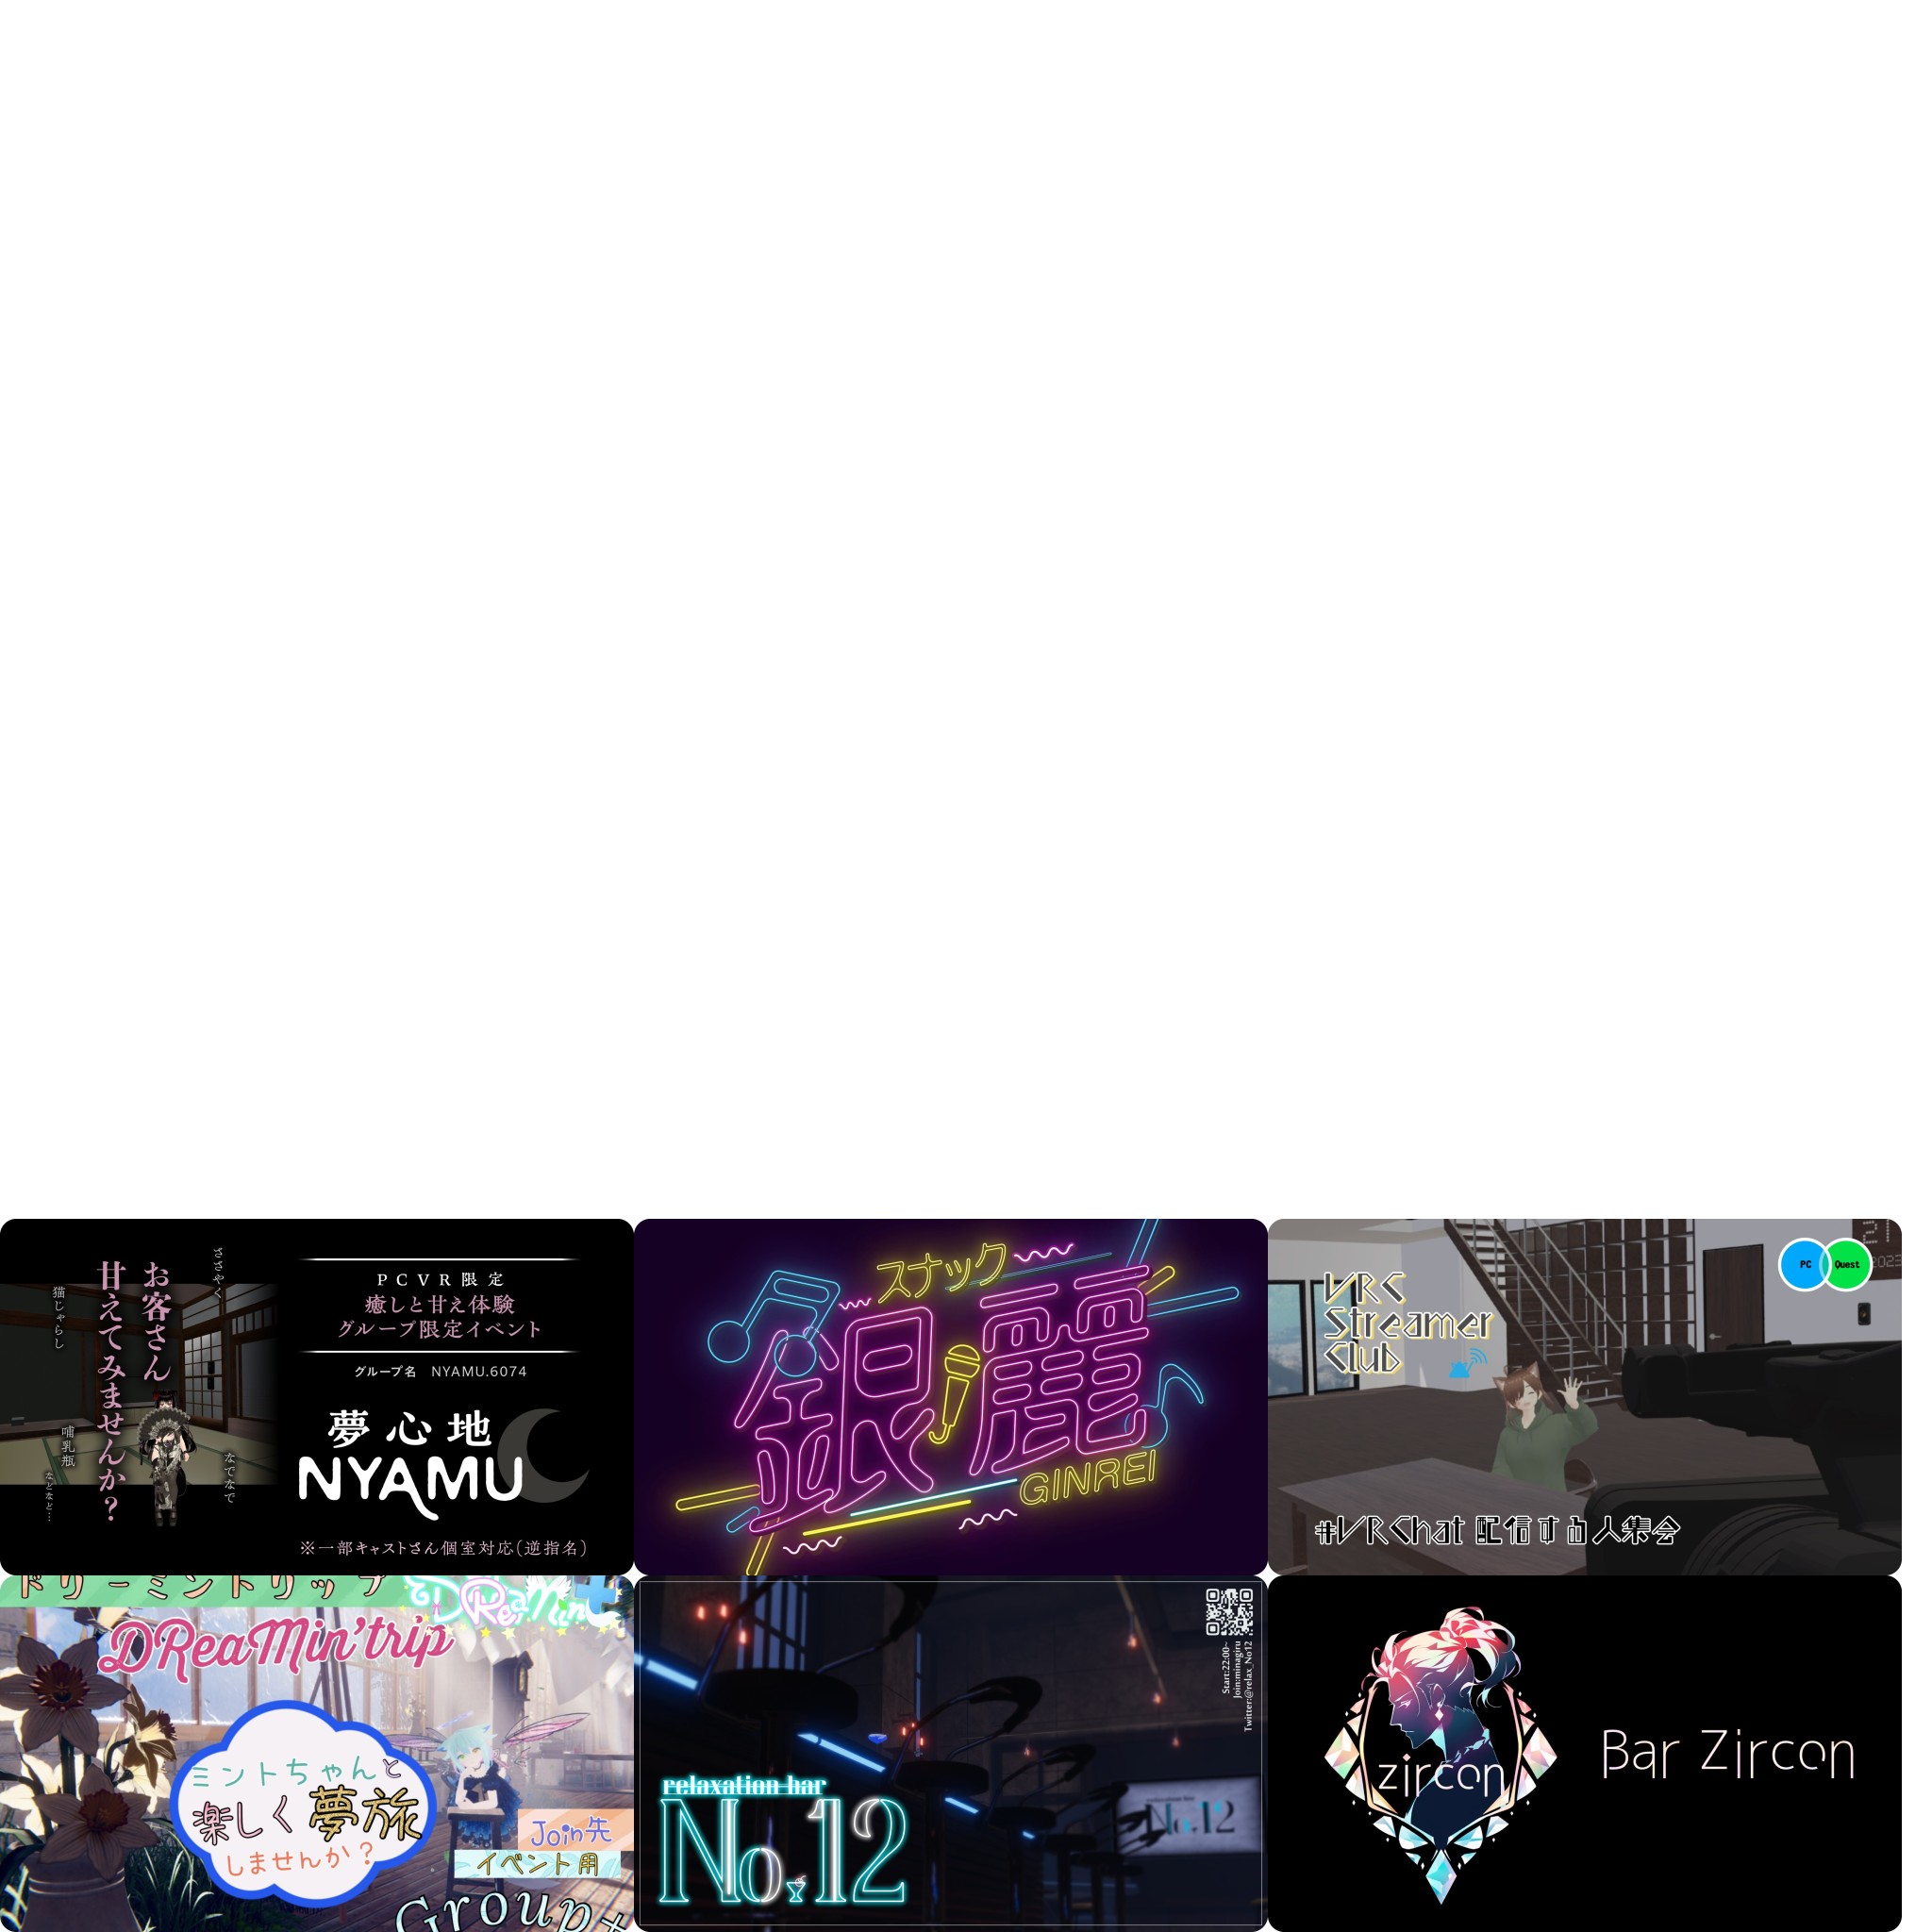 ささやく
お客さん
甘えてみませんか?
猫じゃらし
哺乳瓶
なでなで
などなど…
PCVR限定
癒しと甘え体験
グループ限定イベント
グループ名 NYAMU.6074
夢心地
NYAMU
※一部キャストさん個室対応(逆指名)
スナック
銀麗
GINREI
VRC
Streamer
Club
PC
Quest
21
2023
#VRChat 配信する人集会
ドリーミントリップ
DReaMin
DReaMin'trip
ミントちゃんと
楽しく夢旅
しませんか?
Join先
イベント用
Group+
Start:22:00~
Join:minagiru
Twitter:@relax_No12
relaxation bar
No.12
No.12
zircon
Bar Zircon